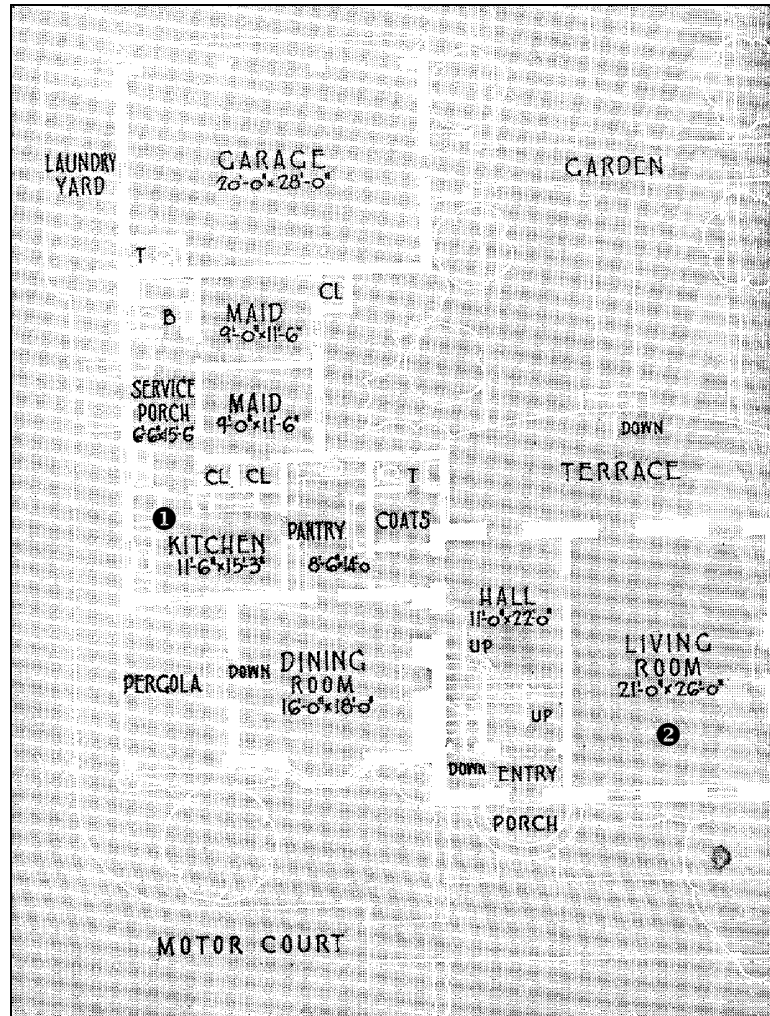 LAUNDRY
YARD
GARAGE
20'-0"×28'-0"
GARDEN
T
CL
B
MAID
9'-0"×11'-6"
SERVICE
PORCH
6'-6"×15'-6
MAID
9'-0"×11'-6"
DOWN
TERRACE
CL
CL
T
❶
KITCHEN
11'-6"×15'-3"
PANTRY
8'-6"×14'-0
COATS
HALL
11'-0"×22'-0"
UP
LIVING
ROOM
21'-0"×26'-0"
PERGOLA
DOWN
DINING
ROOM
16'-0"×18'-0"
UP
❷
DOWN
ENTRY
PORCH
MOTOR COURT